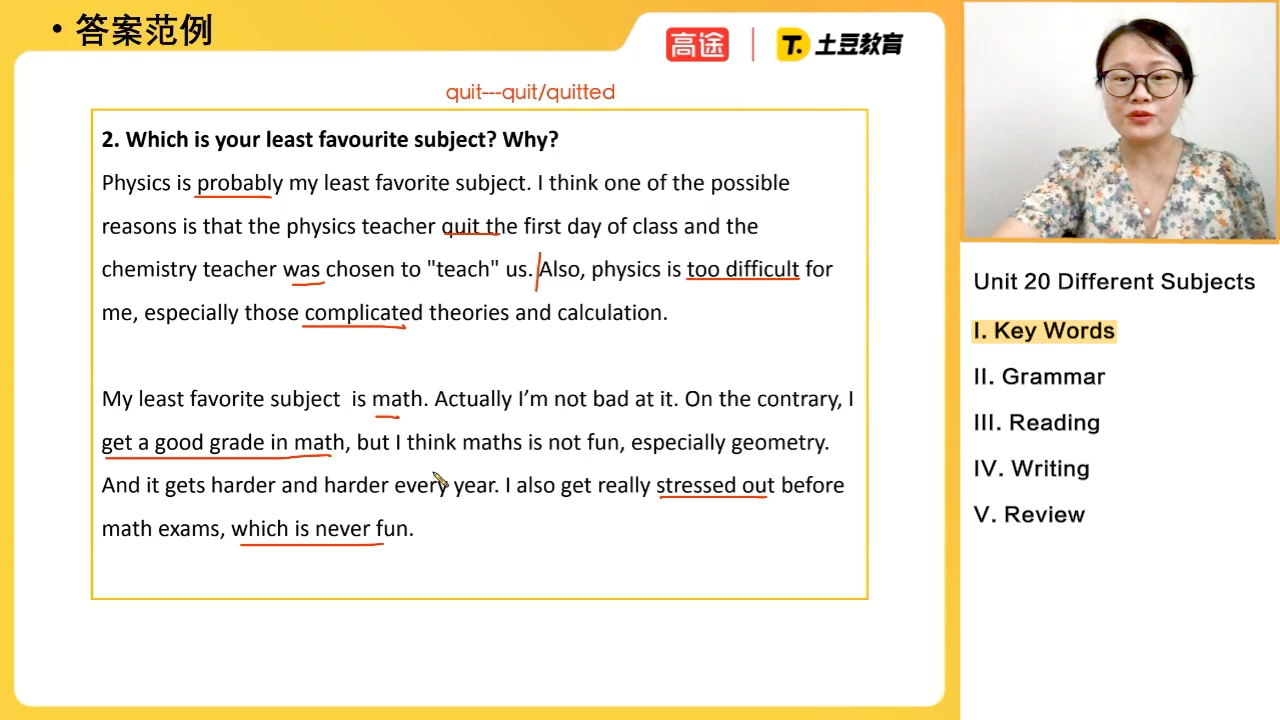 • 答案范例
高途
T. 土豆教育
quit---quit/quitted
2. Which is your least favourite subject? Why?
Physics is probably my least favorite subject. I think one of the possible
reasons is that the physics teacher quit the first day of class and the
chemistry teacher was chosen to "teach" us. Also, physics is too difficult for
me, especially those complicated theories and calculation.
My least favorite subject  is math. Actually I'm not bad at it. On the contrary, I
get a good grade in math, but I think maths is not fun, especially geometry.
And it gets harder and harder every year. I also get really stressed out before
math exams, which is never fun.
Unit 20 Different Subjects
I. Key Words
II. Grammar
III. Reading
IV. Writing
V. Review